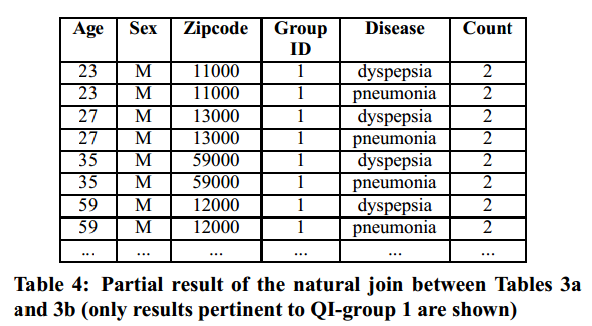 Age Sex Zipcode Group ID Disease Count
23 M 11000 1 dyspepsia 2
23 M 11000 1 pneumonia 2
27 M 13000 1 dyspepsia 2
27 M 13000 1 pneumonia 2
35 M 59000 1 dyspepsia 2
35 M 59000 1 pneumonia 2
59 M 12000 1 dyspepsia 2
59 M 12000 1 pneumonia 2
... ... ... ... ... ...
Table 4: Partial result of the natural join between Tables 3a
and 3b (only results pertinent to QI-group 1 are shown)